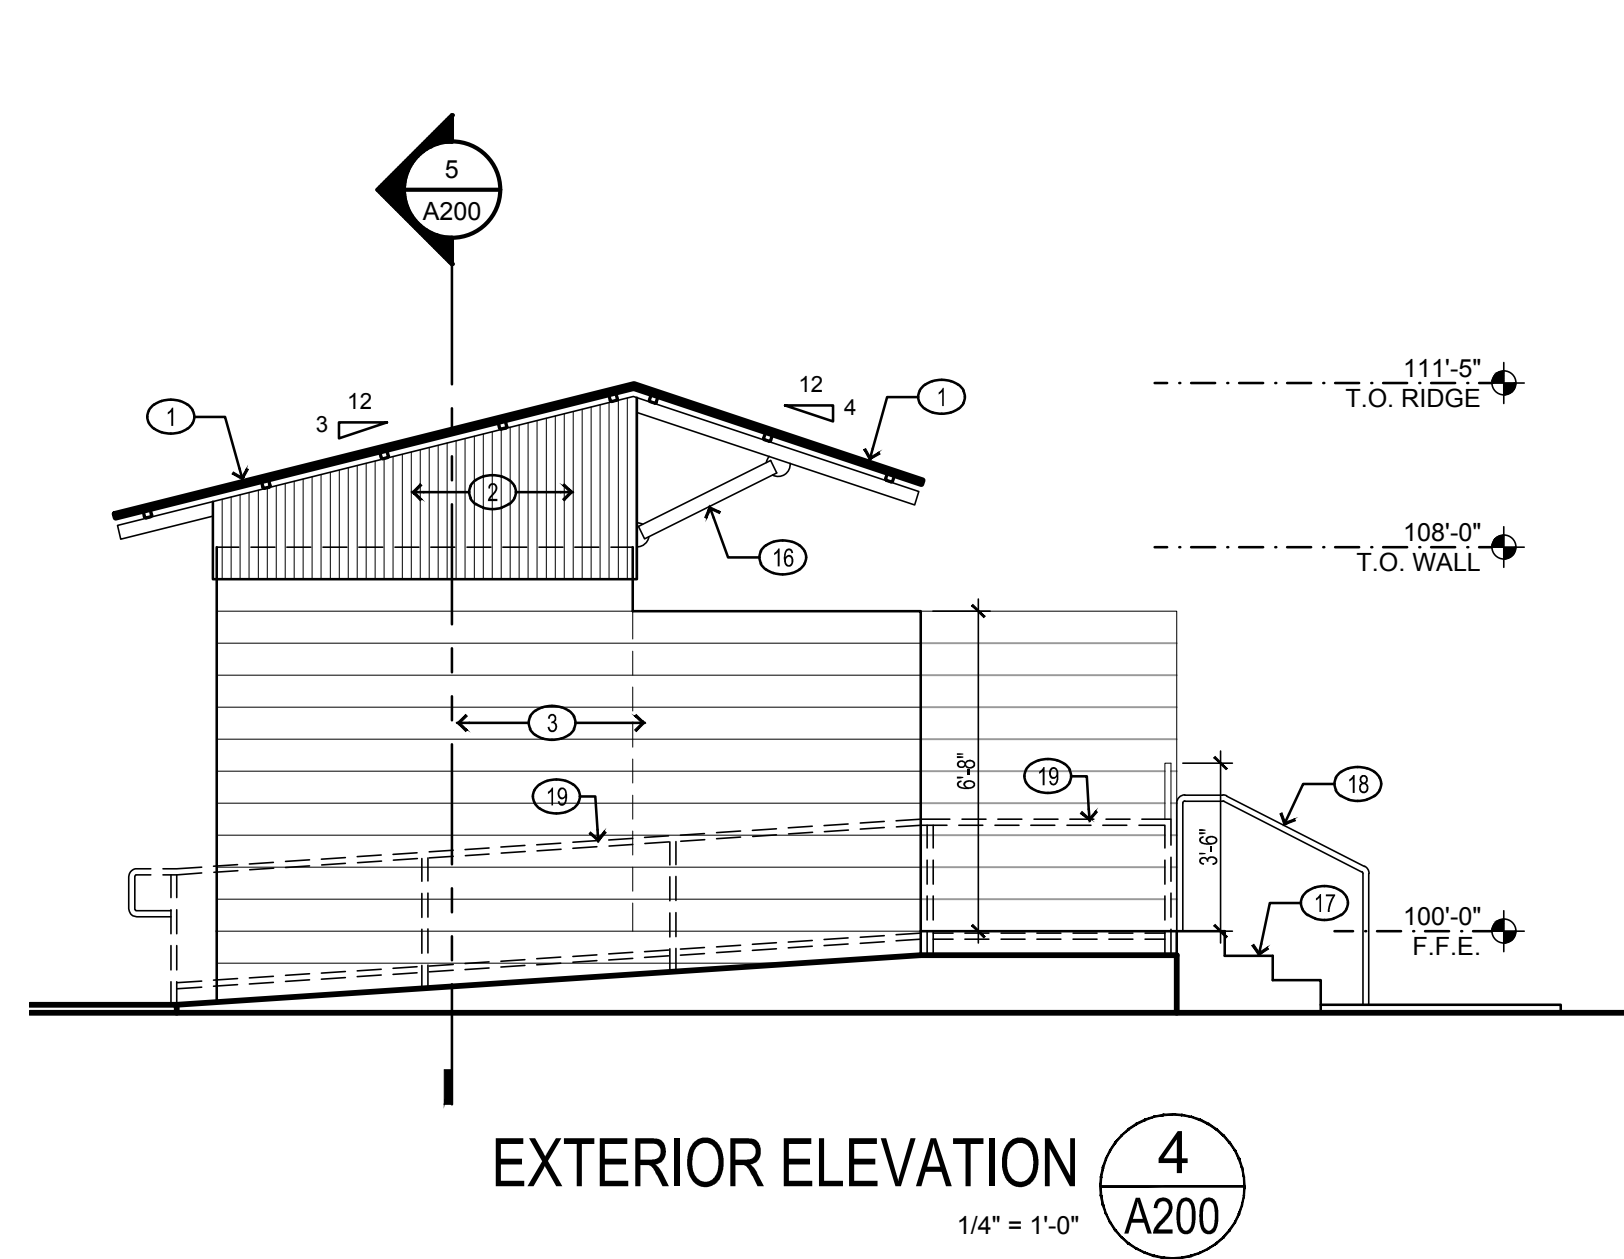 5
A200
111'-5"
T.O. RIDGE
12
3
12
4
1
1
2
16
108'-0"
T.O. WALL
3
6'-8"
19
19
18
3'-6"
17
100'-0"
F.F.E.
EXTERIOR ELEVATION
1/4" = 1'-0"
4
A200